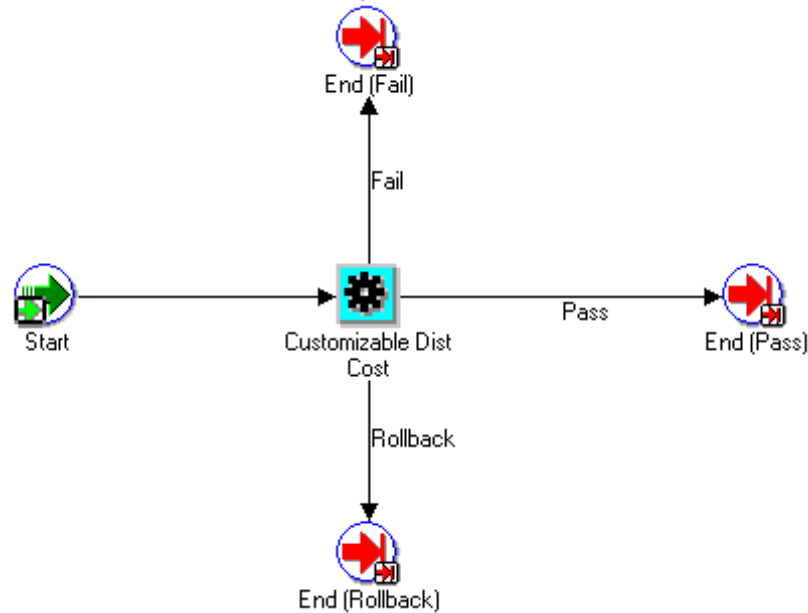 End (Fail)
Fail
Start
Customizable Dist
Cost
Pass
End (Pass)
Rollback
End (Rollback)